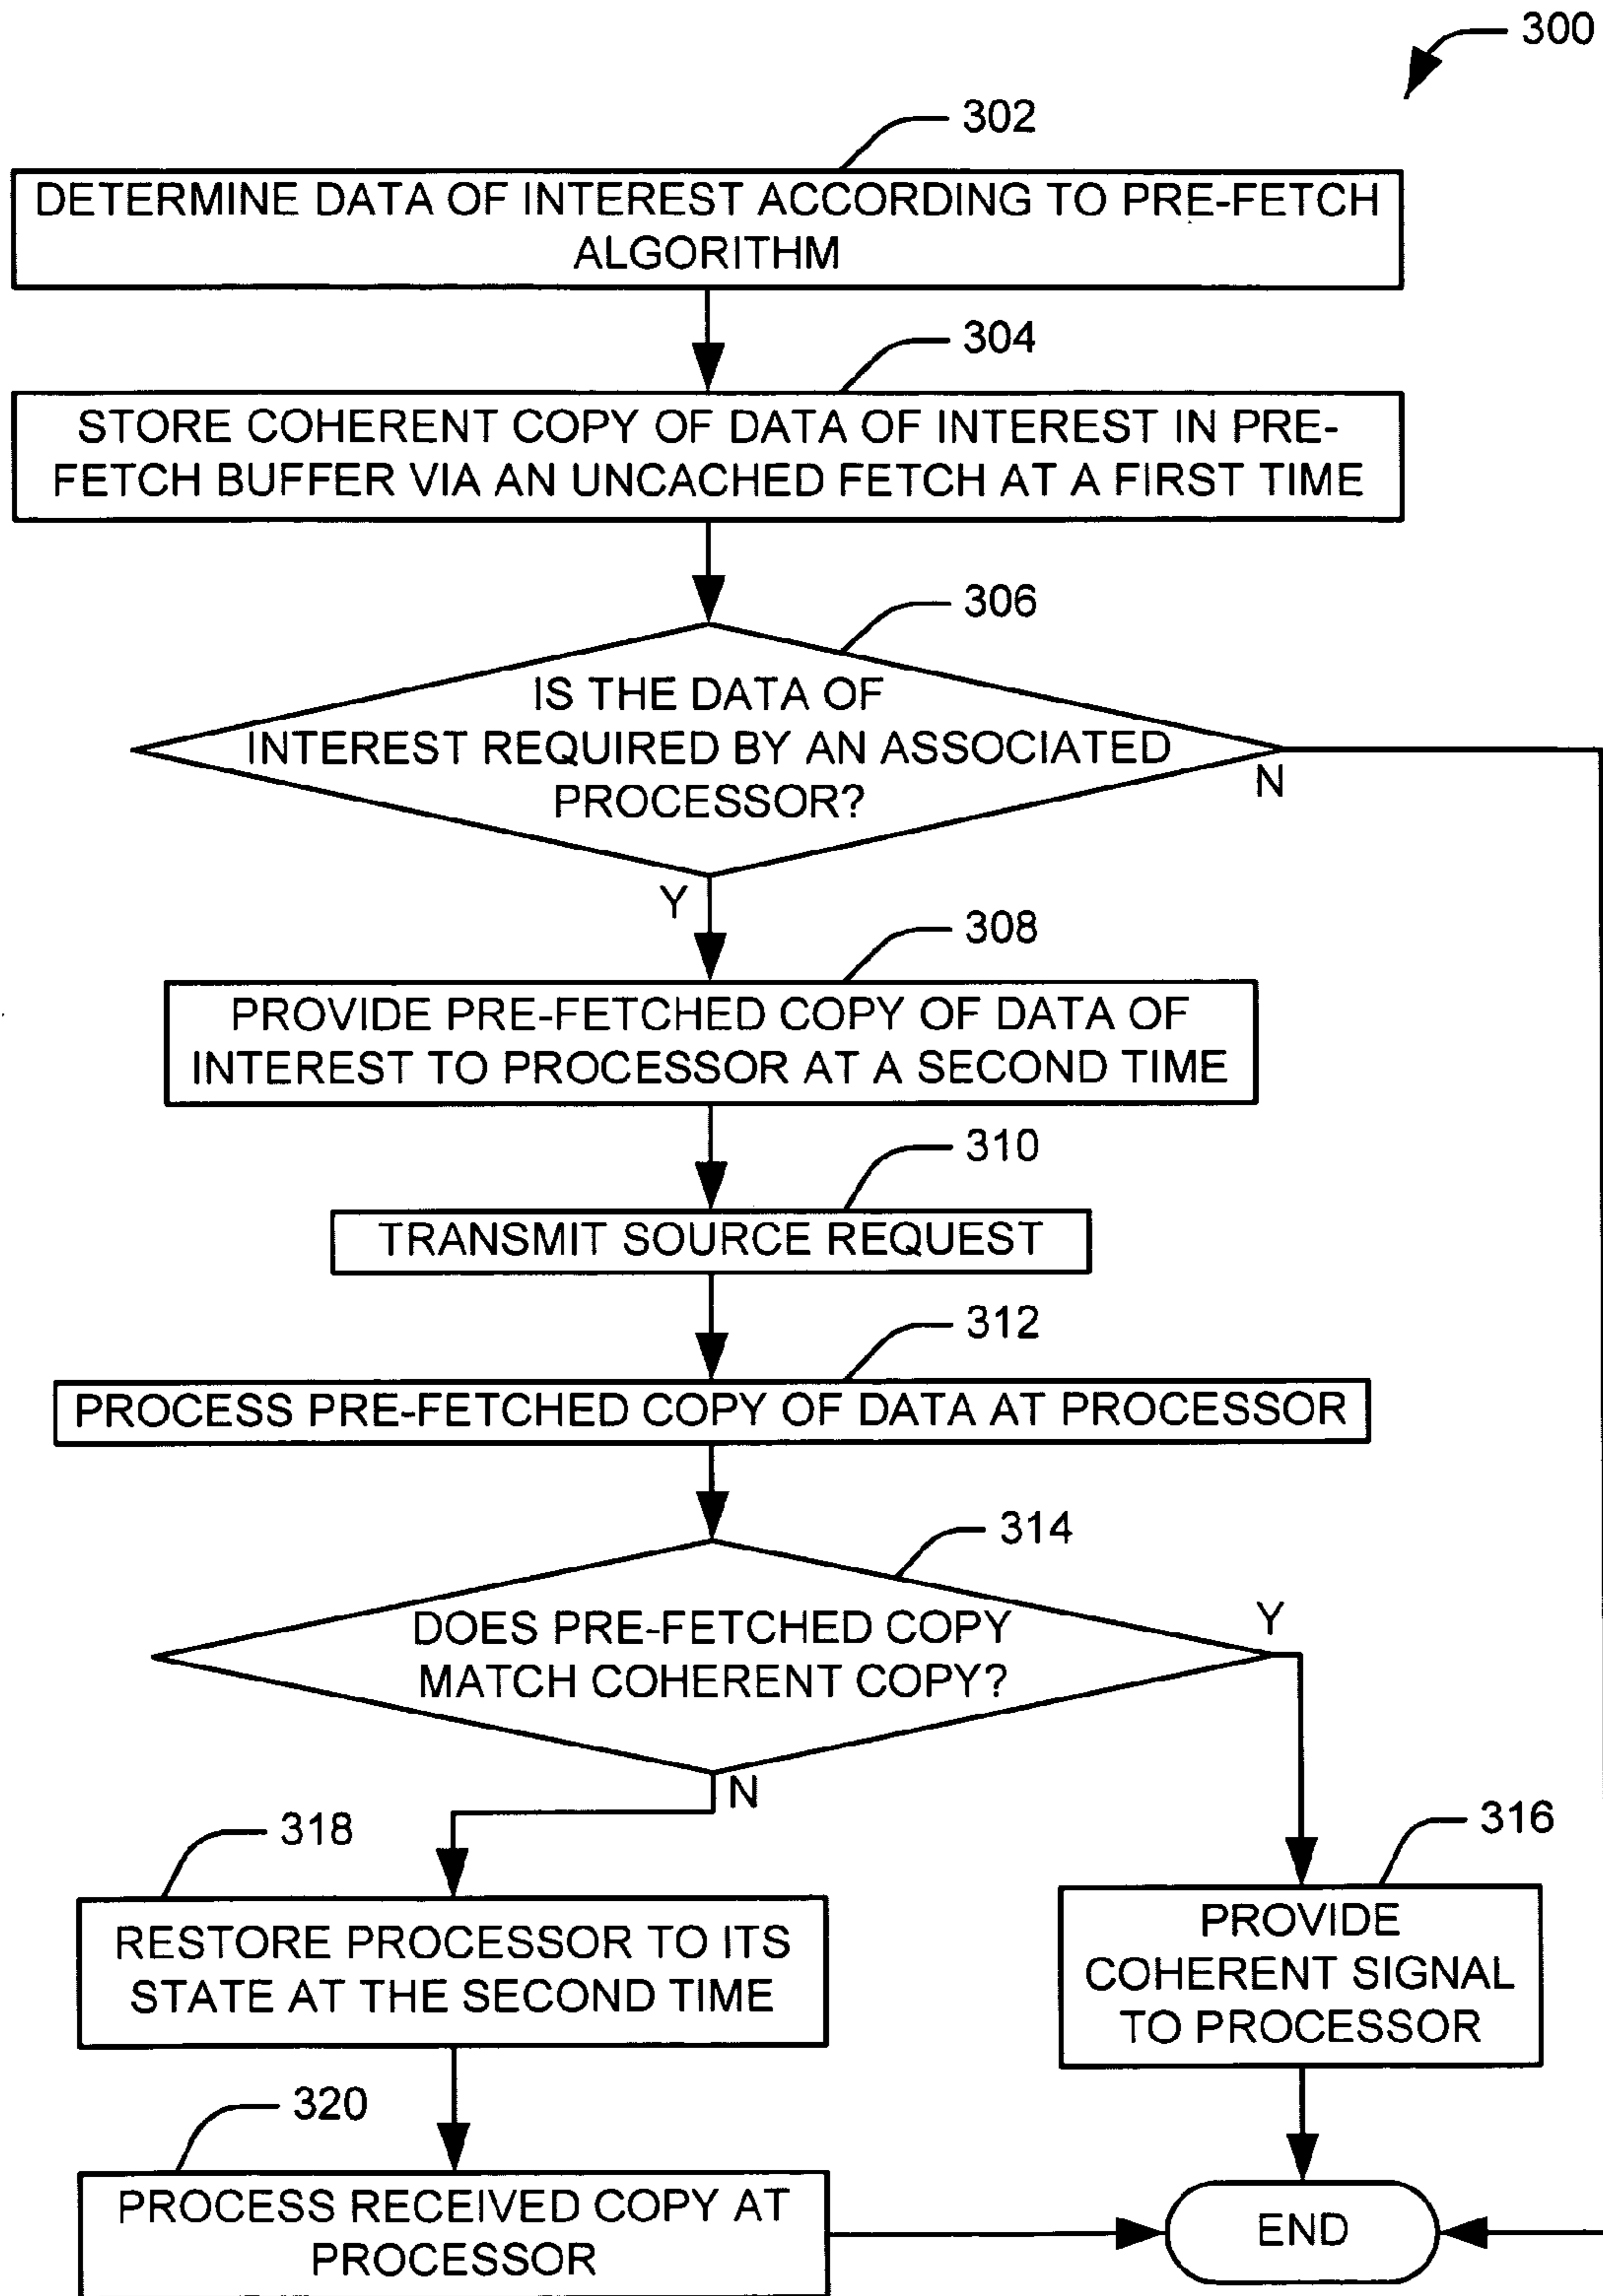 300
302
DETERMINE DATA OF INTEREST ACCORDING TO PRE-FETCH
ALGORITHM
304
STORE COHERENT COPY OF DATA OF INTEREST IN PRE-
FETCH BUFFER VIA AN UNCACHED FETCH AT A FIRST TIME
306
IS THE DATA OF
INTEREST REQUIRED BY AN ASSOCIATED
PROCESSOR?
N
Y
308
PROVIDE PRE-FETCHED COPY OF DATA OF
INTEREST TO PROCESSOR AT A SECOND TIME
310
TRANSMIT SOURCE REQUEST
312
PROCESS PRE-FETCHED COPY OF DATA AT PROCESSOR
314
DOES PRE-FETCHED COPY
MATCH COHERENT COPY?
Y
N
318
RESTORE PROCESSOR TO ITS
STATE AT THE SECOND TIME
316
PROVIDE
COHERENT SIGNAL
TO PROCESSOR
320
PROCESS RECEIVED COPY AT
PROCESSOR
END